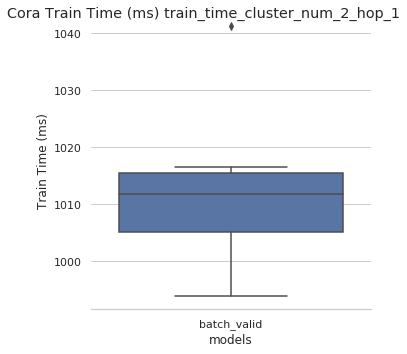 Cora Train Time (ms) train_time_cluster_num_2_hop_1
1040
1030
1020
1010
1000
Train Time (ms)
batch_valid
models